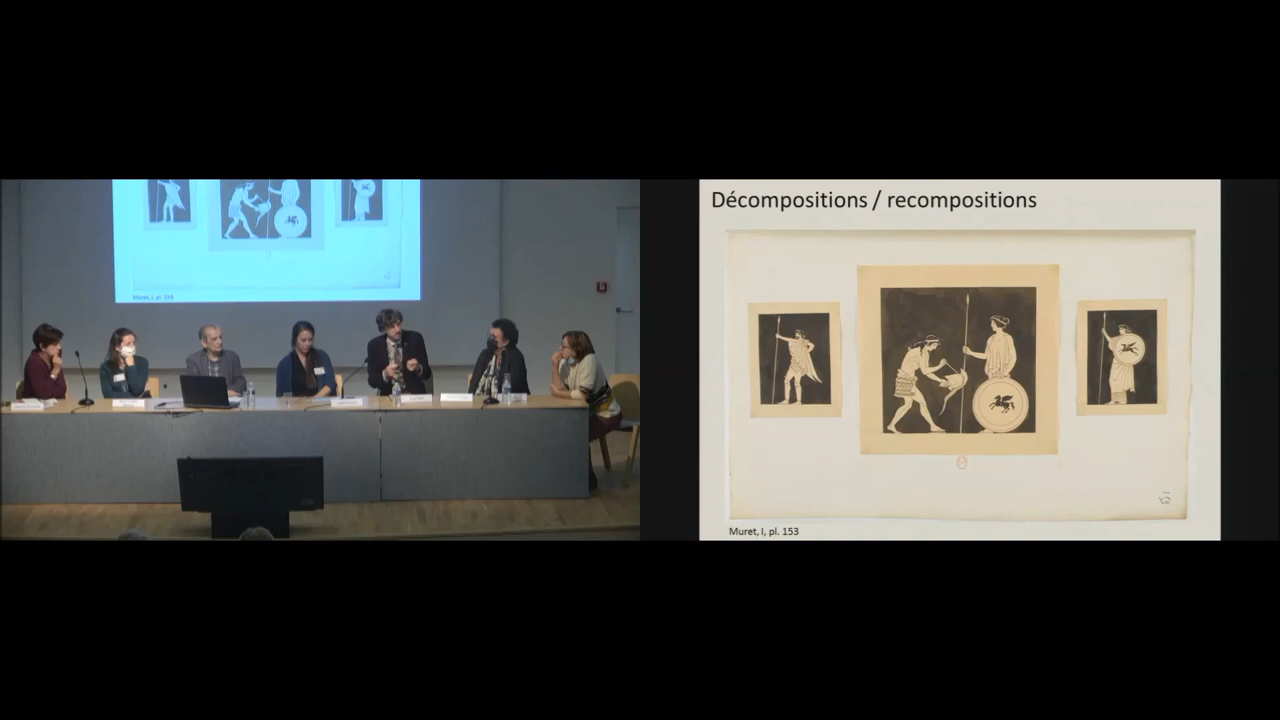 Muret, I, pl. 153
Décompositions / recompositions
Muret, I, pl. 153